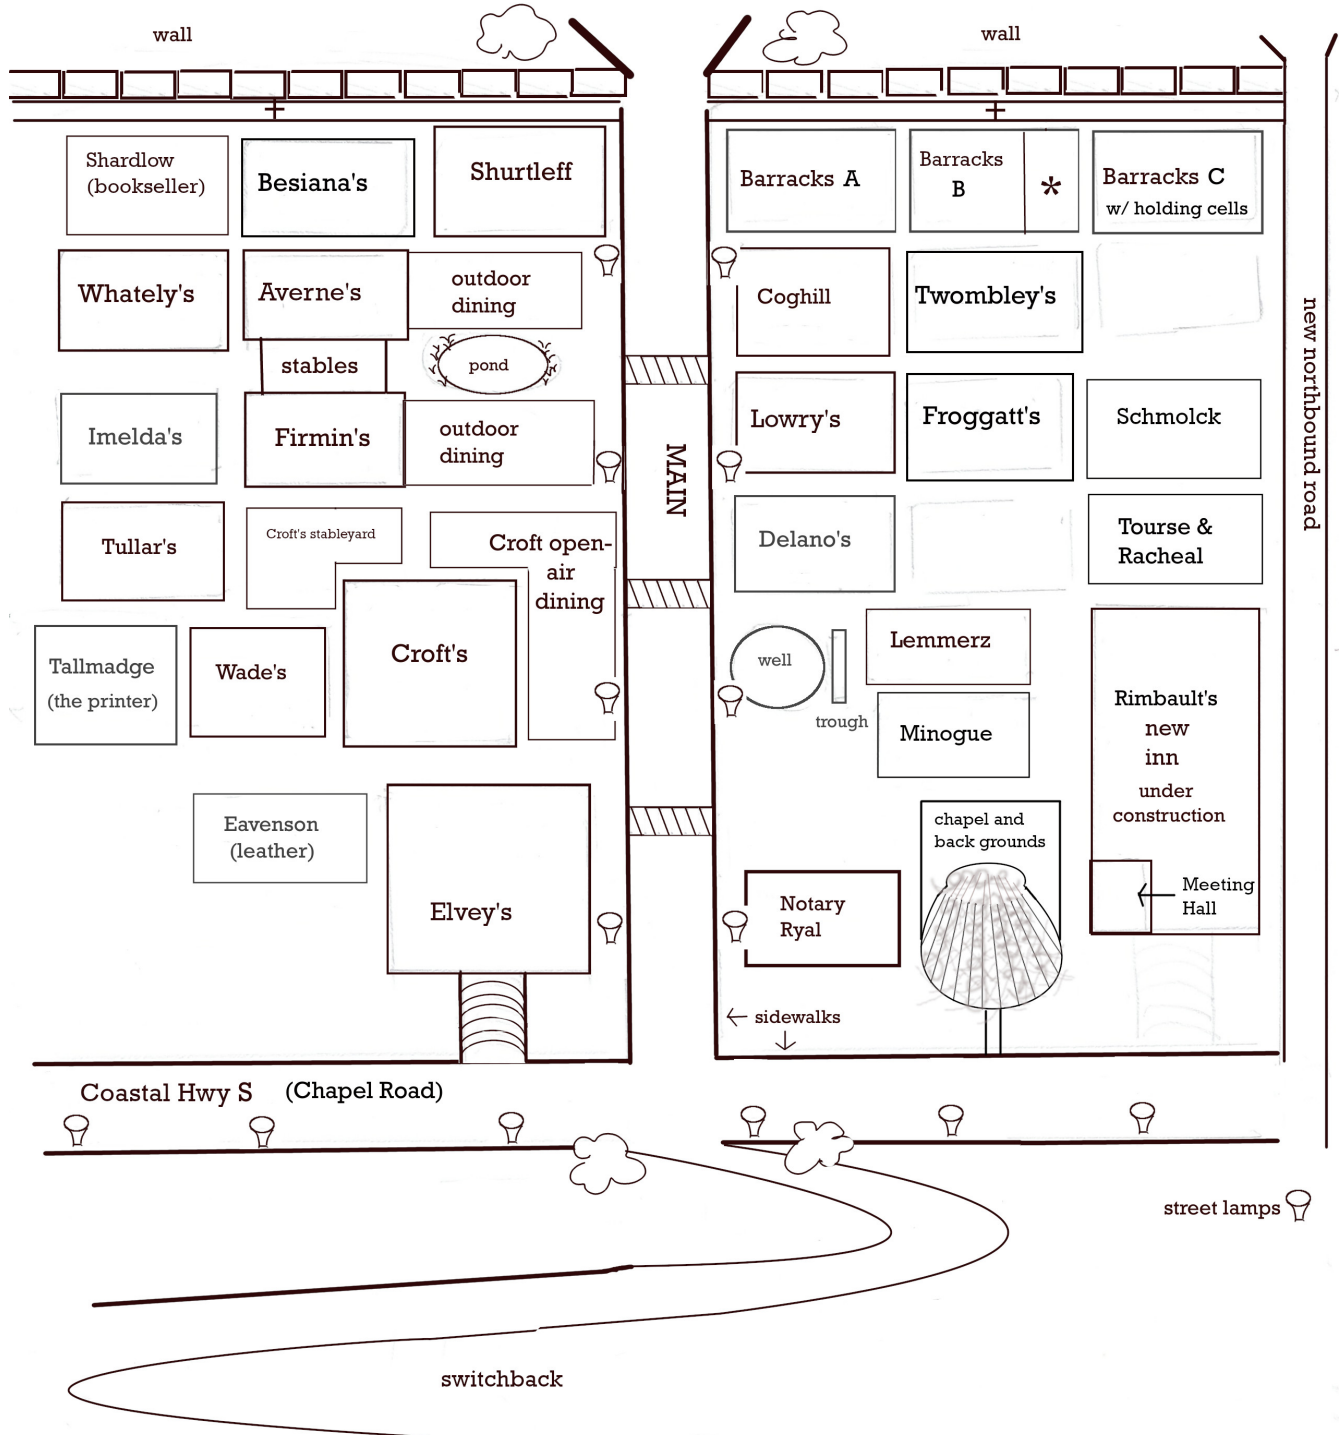 wall
wall
Shardlow
(bookseller)
Besiana's
Shurtleff
Barracks A
Barracks
B
*
Barracks C
w/ holding cells
Whately's
Averne's
outdoor
dining
Coghill
Twombley's
new northbound road
stables
pond
Imelda's
Firmin's
outdoor
dining
MAIN
Lowry's
Froggatt's
Schmolck
Tullar's
Croft's stableyard
Croft open-
air
dining
Delano's
Tourse &
Racheal
Tallmadge
(the printer)
Wade's
Croft's
well
trough
Lemmerz
Minogue
Rimbault's
new
inn
under
construction
Eavenson
(leather)
Elvey's
chapel and
back grounds
Notary
Ryal
Meeting
Hall
sidewalks
Coastal Hwy S (Chapel Road)
street lamps
switchback